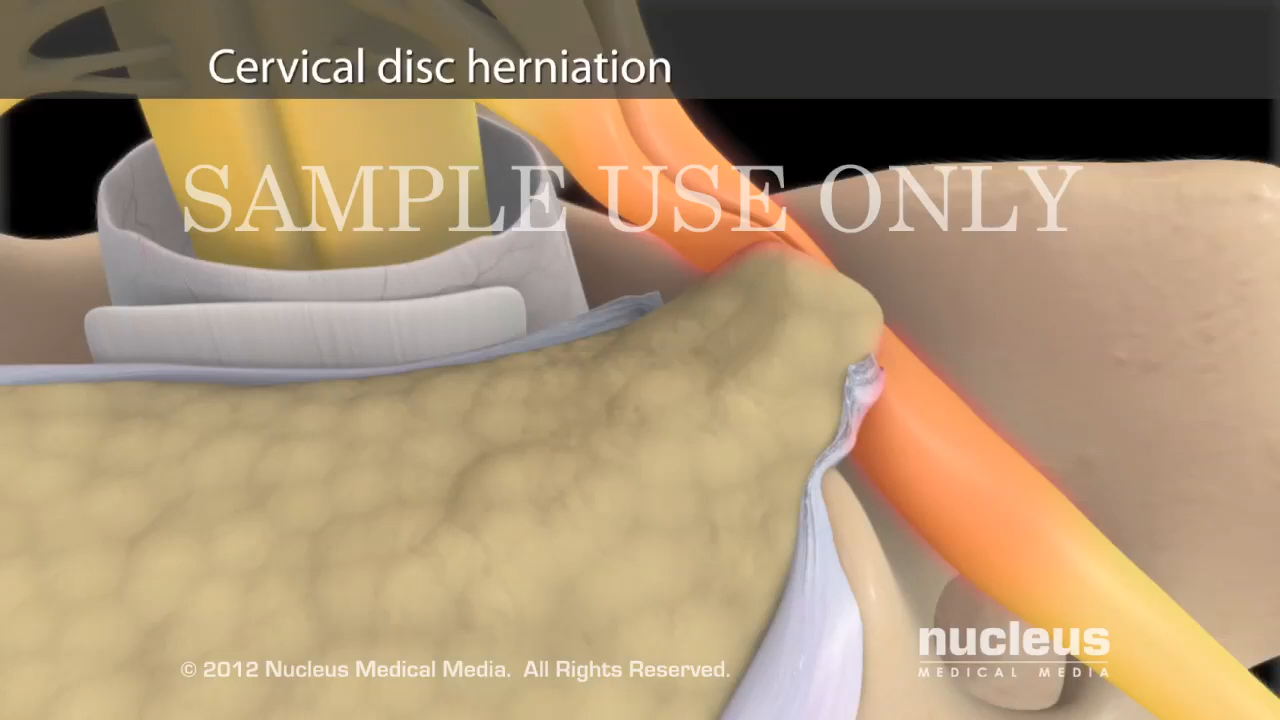 Cervical disc herniation
SAMPLE USE ONLY
nucleus
MEDICAL MEDIA
© 2012 Nucleus Medical Media. All Rights Reserved.